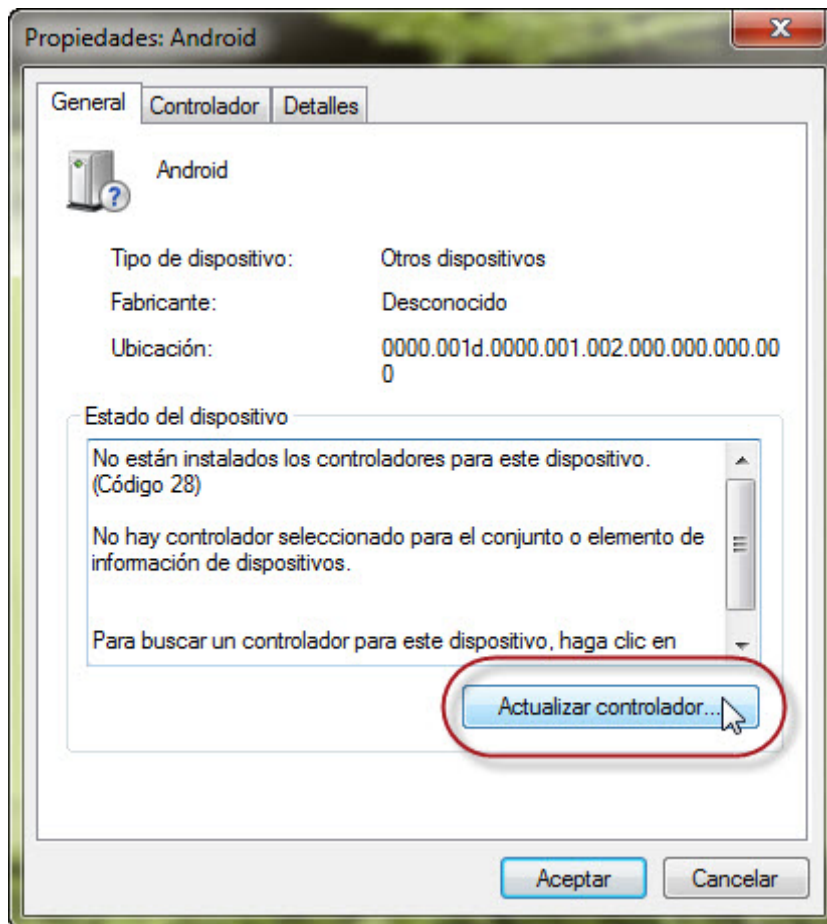 Propiedades: Android
General
Controlador
Detalles
Android
Tipo de dispositivo:
Otros dispositivos
Fabricante:
Desconocido
Ubicación:
0000.001d.0000.001.002.000.000.000.00
0
Estado del dispositivo
No están instalados los controladores para este dispositivo.
(Código 28)
No hay controlador seleccionado para el conjunto o elemento de
información de dispositivos.
Para buscar un controlador para este dispositivo, haga clic en
Actualizar controlador...
Aceptar
Cancelar